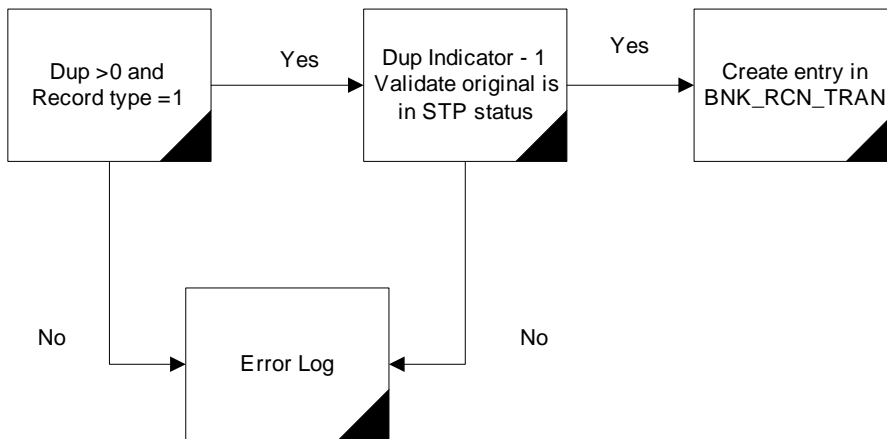 Dup >0 and
Record type =1
Yes
Dup Indicator - 1
Validate original is
in STP status
Yes
Create entry in
BNK_RCN_TRAN
No
Error Log
No